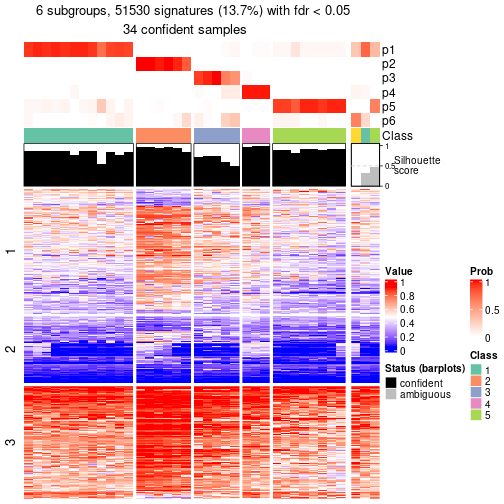 6 subgroups, 51530 signatures (13.7%) with fdr < 0.05
34 confident samples
p1
p2
p3
p4
p5
p6
Class
1
0.5
0
Silhouette
score
1
2
3
Value
1
0.8
0.6
0.4
0.2
0
Prob
1
0.5
0
Status (barplots)
confident
ambiguous
Class
1
2
3
4
5